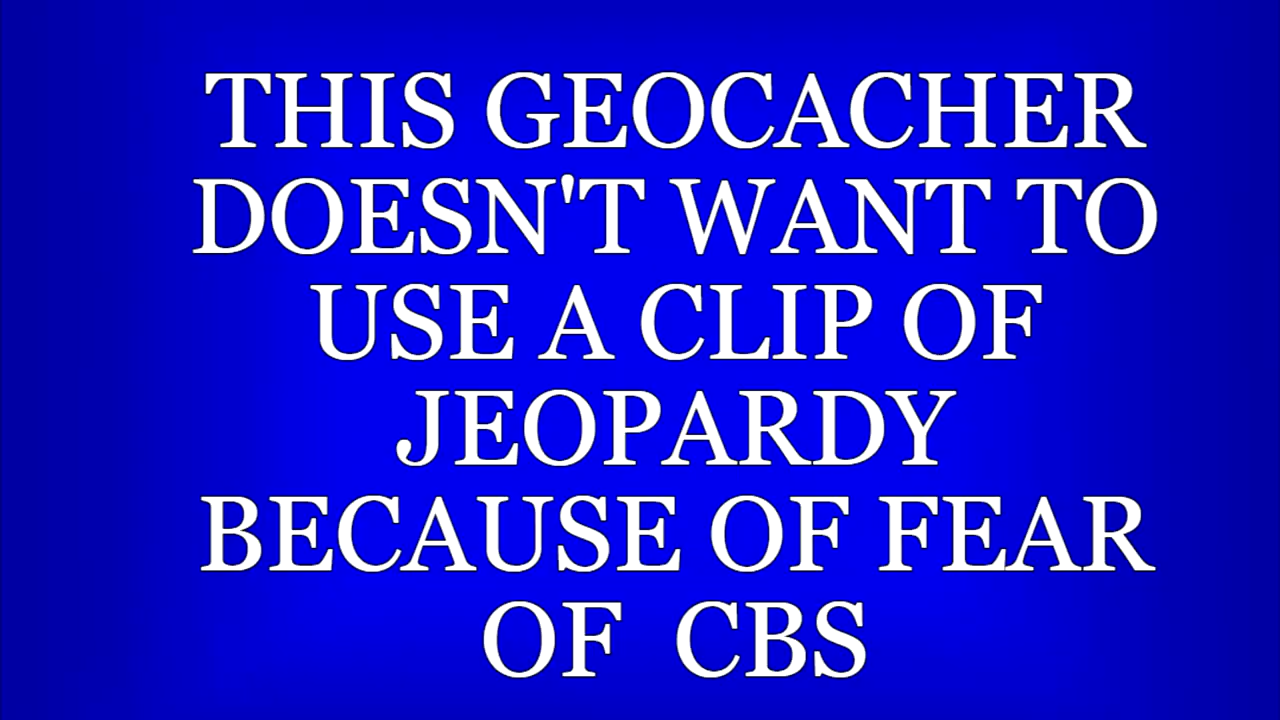 THIS GEOCACHER
DOESN'T WANT TO
USE A CLIP OF
JEOPARDY
BECAUSE OF FEAR
OF CBS